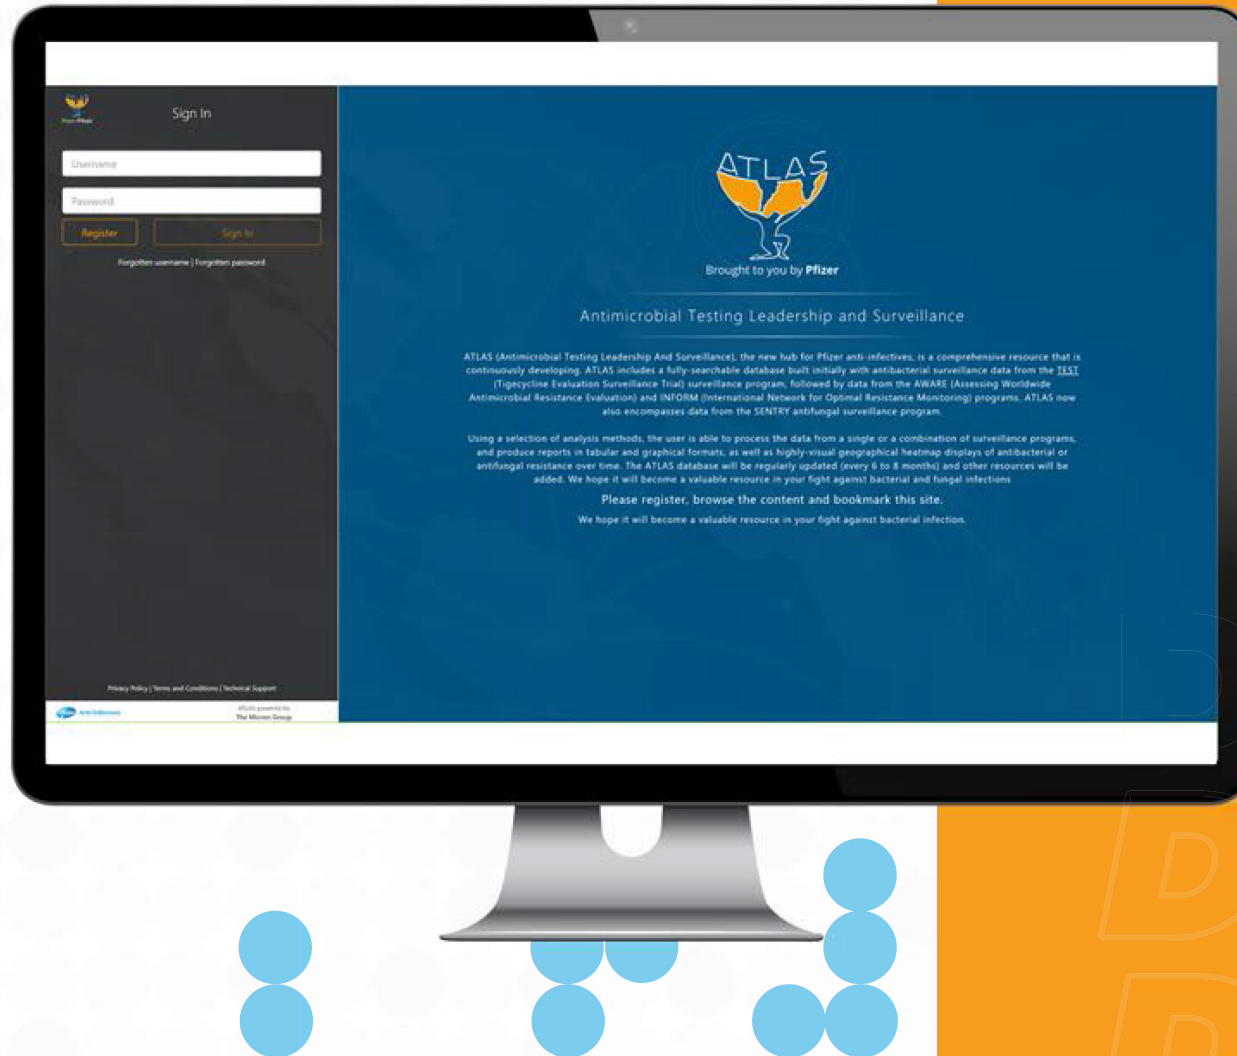 Sign In
Username
Password
Register
Sign In
Forgotten username | Forgotten password
Privacy Policy | Terms and Conditions | Technical Support
Anti-Infectives
ATLAS powered by
The Micron Group
ATLAS
Brought to you by Pfizer
Antimicrobial Testing Leadership and Surveillance
ATLAS (Antimicrobial Testing Leadership And Surveillance), the new hub for Pfizer anti-infectives, is a comprehensive resource that is
continuously developing. ATLAS includes a fully-searchable database built initially with antibacterial surveillance data from the TEST
(Tigecycline Evaluation Surveillance Trial) surveillance program, followed by data from the AWARE (Assessing Worldwide
Antimicrobial Resistance Evaluation) and INFORM (International Network for Optimal Resistance Monitoring) programs. ATLAS now
also encompasses data from the SENTRY antifungal surveillance program.
Using a selection of analysis methods, the user is able to process the data from a single or a combination of surveillance programs,
and produce reports in tabular and graphical formats, as well as highly-visual geographical heatmap displays of antibacterial or
antifungal resistance over time. The ATLAS database will be regularly updated (every 6 to 8 months) and other resources will be
added. We hope it will become a valuable resource in your fight against bacterial and fungal infections
Please register, browse the content and bookmark this site.
We hope it will become a valuable resource in your fight against bacterial infection.